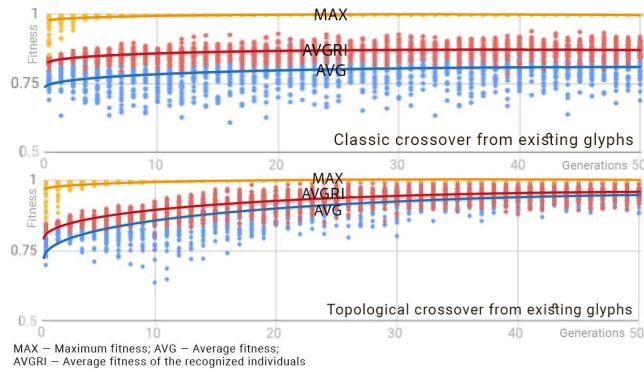 1
MAX
Fitness
AVGRI
0.75
AVG
Classic crossover from existing glyphs
0.5
0 10 20 30 40 50
Generations
1
MAX
Fitness
AVGRI
AVG
0.75
Topological crossover from existing glyphs
0.5
0 10 20 30 40 50
Generations
MAX — Maximum fitness; AVG — Average fitness;
AVGRI — Average fitness of the recognized individuals